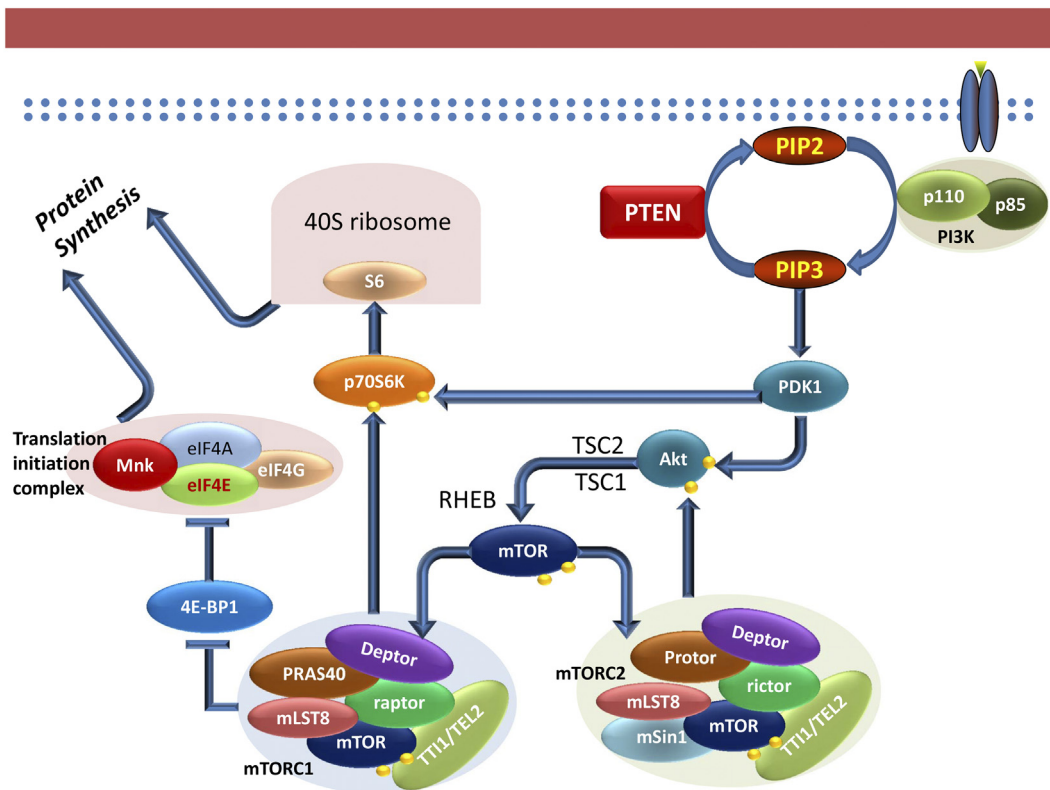 PIP2
p110
p85
PI3K
PTEN
PIP3
Protein
Synthesis
40S ribosome
S6
p70S6K
PDK1
Translation
initiation
complex
Mnk
eIF4A
eIF4E
eIF4G
TSC2
TSC1
Akt
RHEB
mTOR
4E-BP1
Deptor
PRAS40
raptor
mLST8
mTOR
TTI1/TEL2
mTORC1
Deptor
Protor
mTORC2
rictor
mLST8
mSin1
mTOR
TTI1/TEL2